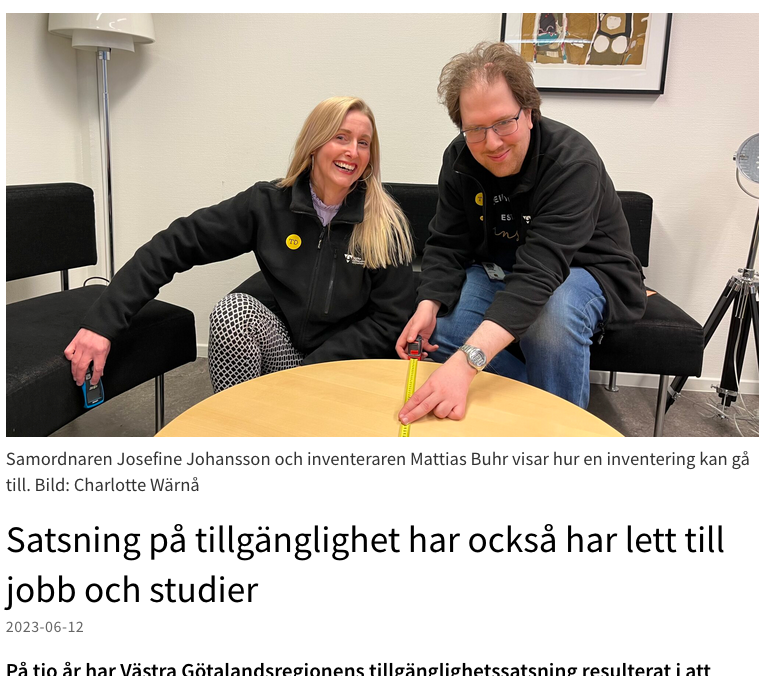 TD
Samordnaren Josefine Johansson och inventeraren Mattias Buhr visar hur en inventering kan gå
till. Bild: Charlotte Wärnå
Satsning på tillgänglighet har också har lett till
jobb och studier
2023-06-12
På tio år har Västra Götalandsregionens tillgänglighetssatsning resulterat i att